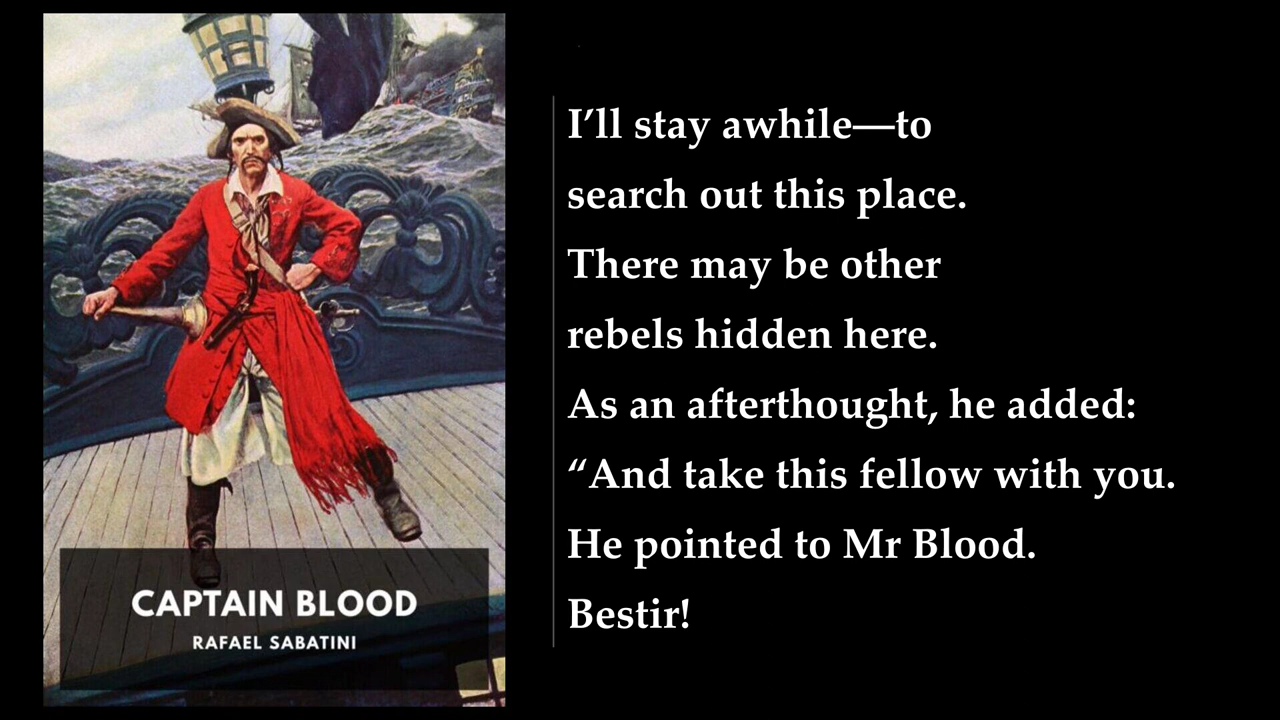 CAPTAIN BLOOD
RAFAEL SABATINI
I’ll stay awhile—to
search out this place.
There may be other
rebels hidden here.
As an afterthought, he added:
“And take this fellow with you.
He pointed to Mr Blood.
Bestir!